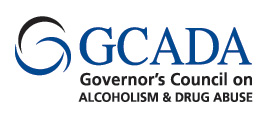 GCADA
Governor's Council on
ALCOHOLISM & DRUG ABUSE